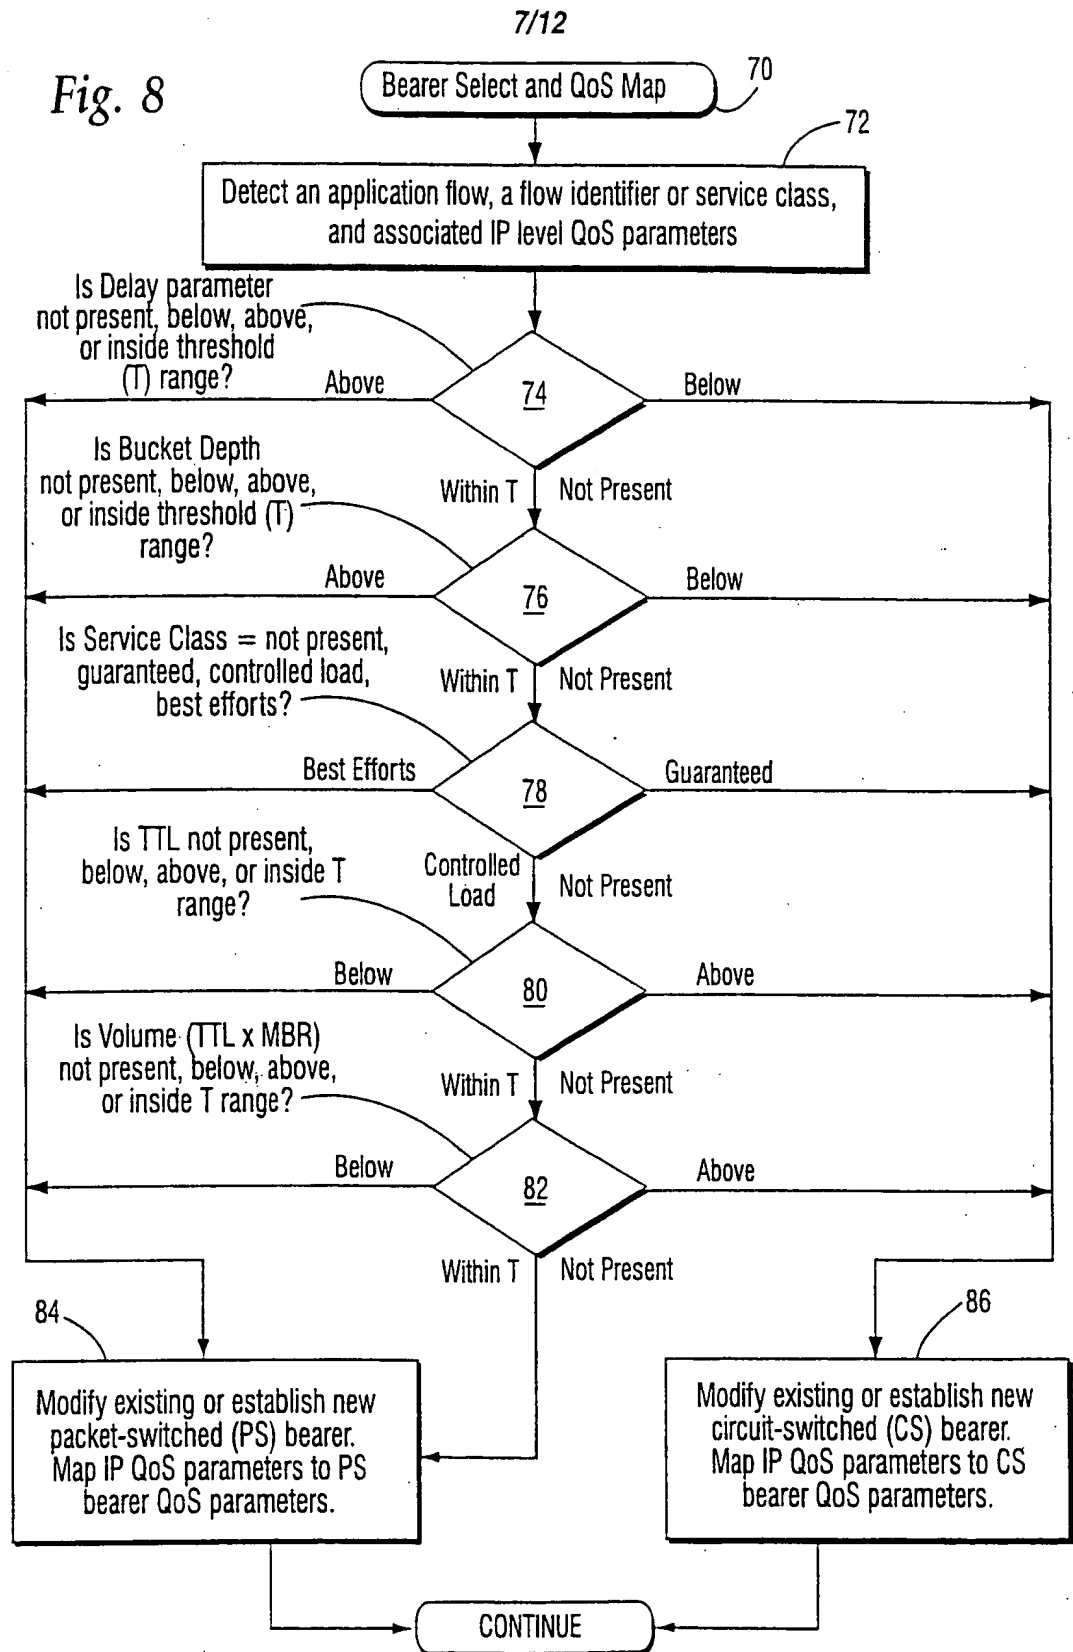 7/12
Fig. 8
Bearer Select and QoS Map
70
72
Detect an application flow, a flow identifier or service class,
and associated IP level QoS parameters
Is Delay parameter
not present, below, above,
or inside threshold
(T) range?
Above
74
Below
Within T
Not Present
Is Bucket Depth
not present, below, above,
or inside threshold (T)
range?
Above
76
Below
Within T
Not Present
Is Service Class = not present,
guaranteed, controlled load,
best efforts?
Best Efforts
78
Guaranteed
Controlled
Load
Not Present
Is TTL not present,
below, above, or inside T
range?
Below
80
Above
Within T
Not Present
Is Volume (TTL x MBR)
not present, below, above,
or inside T range?
Below
82
Above
Within T
Not Present
84
Modify existing or establish new
packet-switched (PS) bearer.
Map IP QoS parameters to PS
bearer QoS parameters.
86
Modify existing or establish new
circuit-switched (CS) bearer.
Map IP QoS parameters to CS
bearer QoS parameters.
CONTINUE